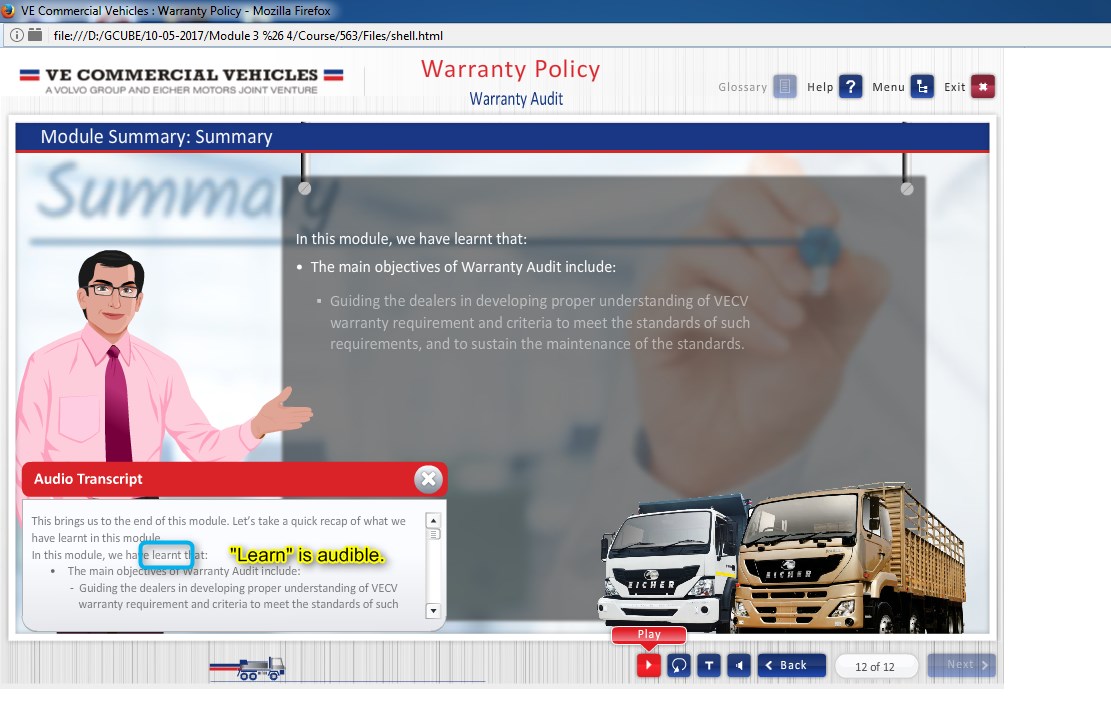 VE Commercial Vehicles : Warranty Policy - Mozilla Firefox
file:///D:/GCUBE/10-05-2017/Module 3 %26 4/Course/563/Files/shell.html
VE COMMERCIAL VEHICLES
A VOLVO GROUP AND EICHER MOTORS JOINT VENTURE
Warranty Policy
Warranty Audit
Glossary
Help ?
Menu
Exit
Module Summary: Summary
Summary
In this module, we have learnt that:
• The main objectives of Warranty Audit include:
▪ Guiding the dealers in developing proper understanding of VECV
warranty requirement and criteria to meet the standards of such
requirements, and to sustain the maintenance of the standards.
Audio Transcript
This brings us to the end of this module. Let's take a quick recap of what we
have learnt in this module.
In this module, we have learnt that:
"Learn" is audible.
• The main objectives of Warranty Audit include:
- Guiding the dealers in developing proper understanding of VECV
warranty requirement and criteria to meet the standards of such
EICHER
EICHER
Play
T
Back
12 of 12
Next